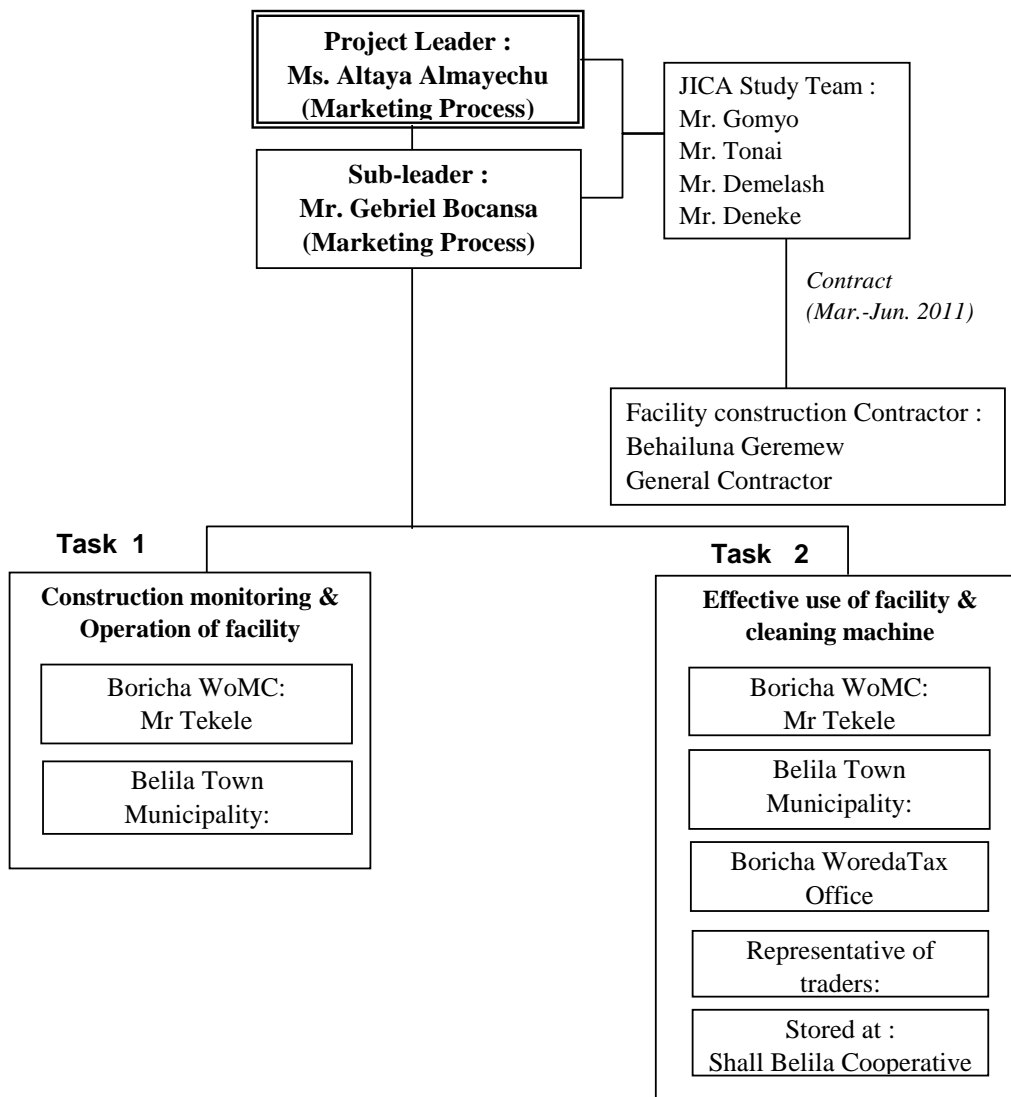 Project Leader :
Ms. Altaya Almayechu
(Marketing Process)
Sub-leader :
Mr. Gebriel Bocansa
(Marketing Process)
JICA Study Team :
Mr. Gomyo
Mr. Tonai
Mr. Demelash
Mr. Deneke
Contract
(Mar.-Jun. 2011)
Facility construction Contractor :
Behailuna Geremew
General Contractor
Task 1
Construction monitoring &
Operation of facility
Boricha WoMC:
Mr Tekele
Belila Town
Municipality:
Task 2
Effective use of facility &
cleaning machine
Boricha WoMC:
Mr Tekele
Belila Town
Municipality:
Boricha WoredaTax
Office
Representative of
traders:
Stored at :
Shall Belila Cooperative